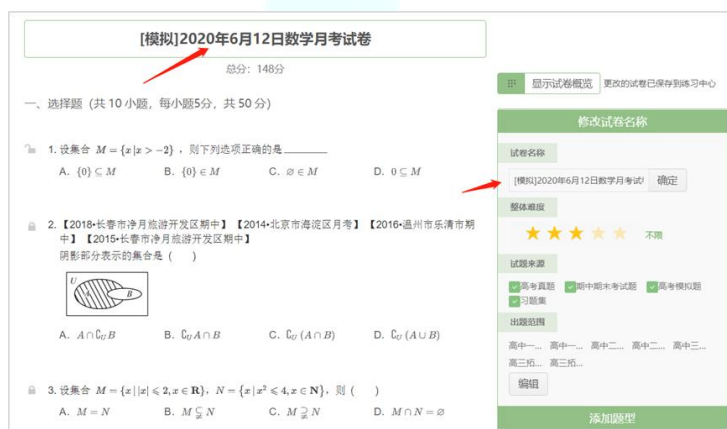 [模拟]2020年6月12日数学月考试卷
总分：148分
一、选择题（共 10 小题，每小题5分，共 50 分）
1. 设集合 M = {x|x > −2} ，则下列选项正确的是________
A. {0} ⊆ M B. {0} ∈ M C. ∅ ∈ M D. 0 ⊆ M
2. 【2018•长春市净月旅游开发区期中】 【2014•北京市海淀区月考】 【2016•温州市乐清市期
中】 【2015•长春市净月旅游开发区期中】
阴影部分表示的集合是（ ）
U
A B
A. A ∩ ∁U B B. ∁U A ∩ B C. ∁U (A ∩ B) D. ∁U (A ∪ B)
3. 设集合 M = {x | |x| ⩽ 2, x ∈ R}，N = {x | x² ⩽ 4, x ∈ N}，则（ ）
A. M = N B. M ⫋ N C. M ⫌ N D. M ∩ N = ∅
显示试卷概览 更改的试卷已保存到练习中心
修改试卷名称
试卷名称
[模拟]2020年6月12日数学月考试 确定
整体难度
不限
试题来源
高考真题 期中期末考试题 高考模拟题
习题集
出题范围
高中一... 高中一... 高中二... 高中二... 高中三...
高三拓... 高三拓...
编辑
添加题型